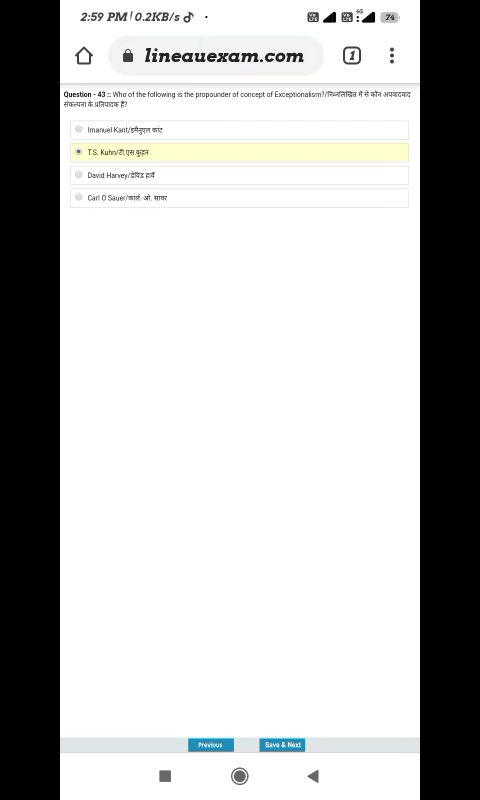 2:59 PM | 0.2KB/s
4G
74
lineauexam.com
1
Question - 43 :: Who of the following is the propounder of concept of Exceptionalism?/निम्नलिखित में से कौन अपवादवाद
संकल्पना के प्रतिपादक हैं?
Imanuel Kant/इमैनुएल कांट
T.S. Kuhn/टी.एस.कुहन
David Harvey/डेविड हार्वे
Carl O Sauer/कार्ल. ओ. सावर
Previous
Save & Next